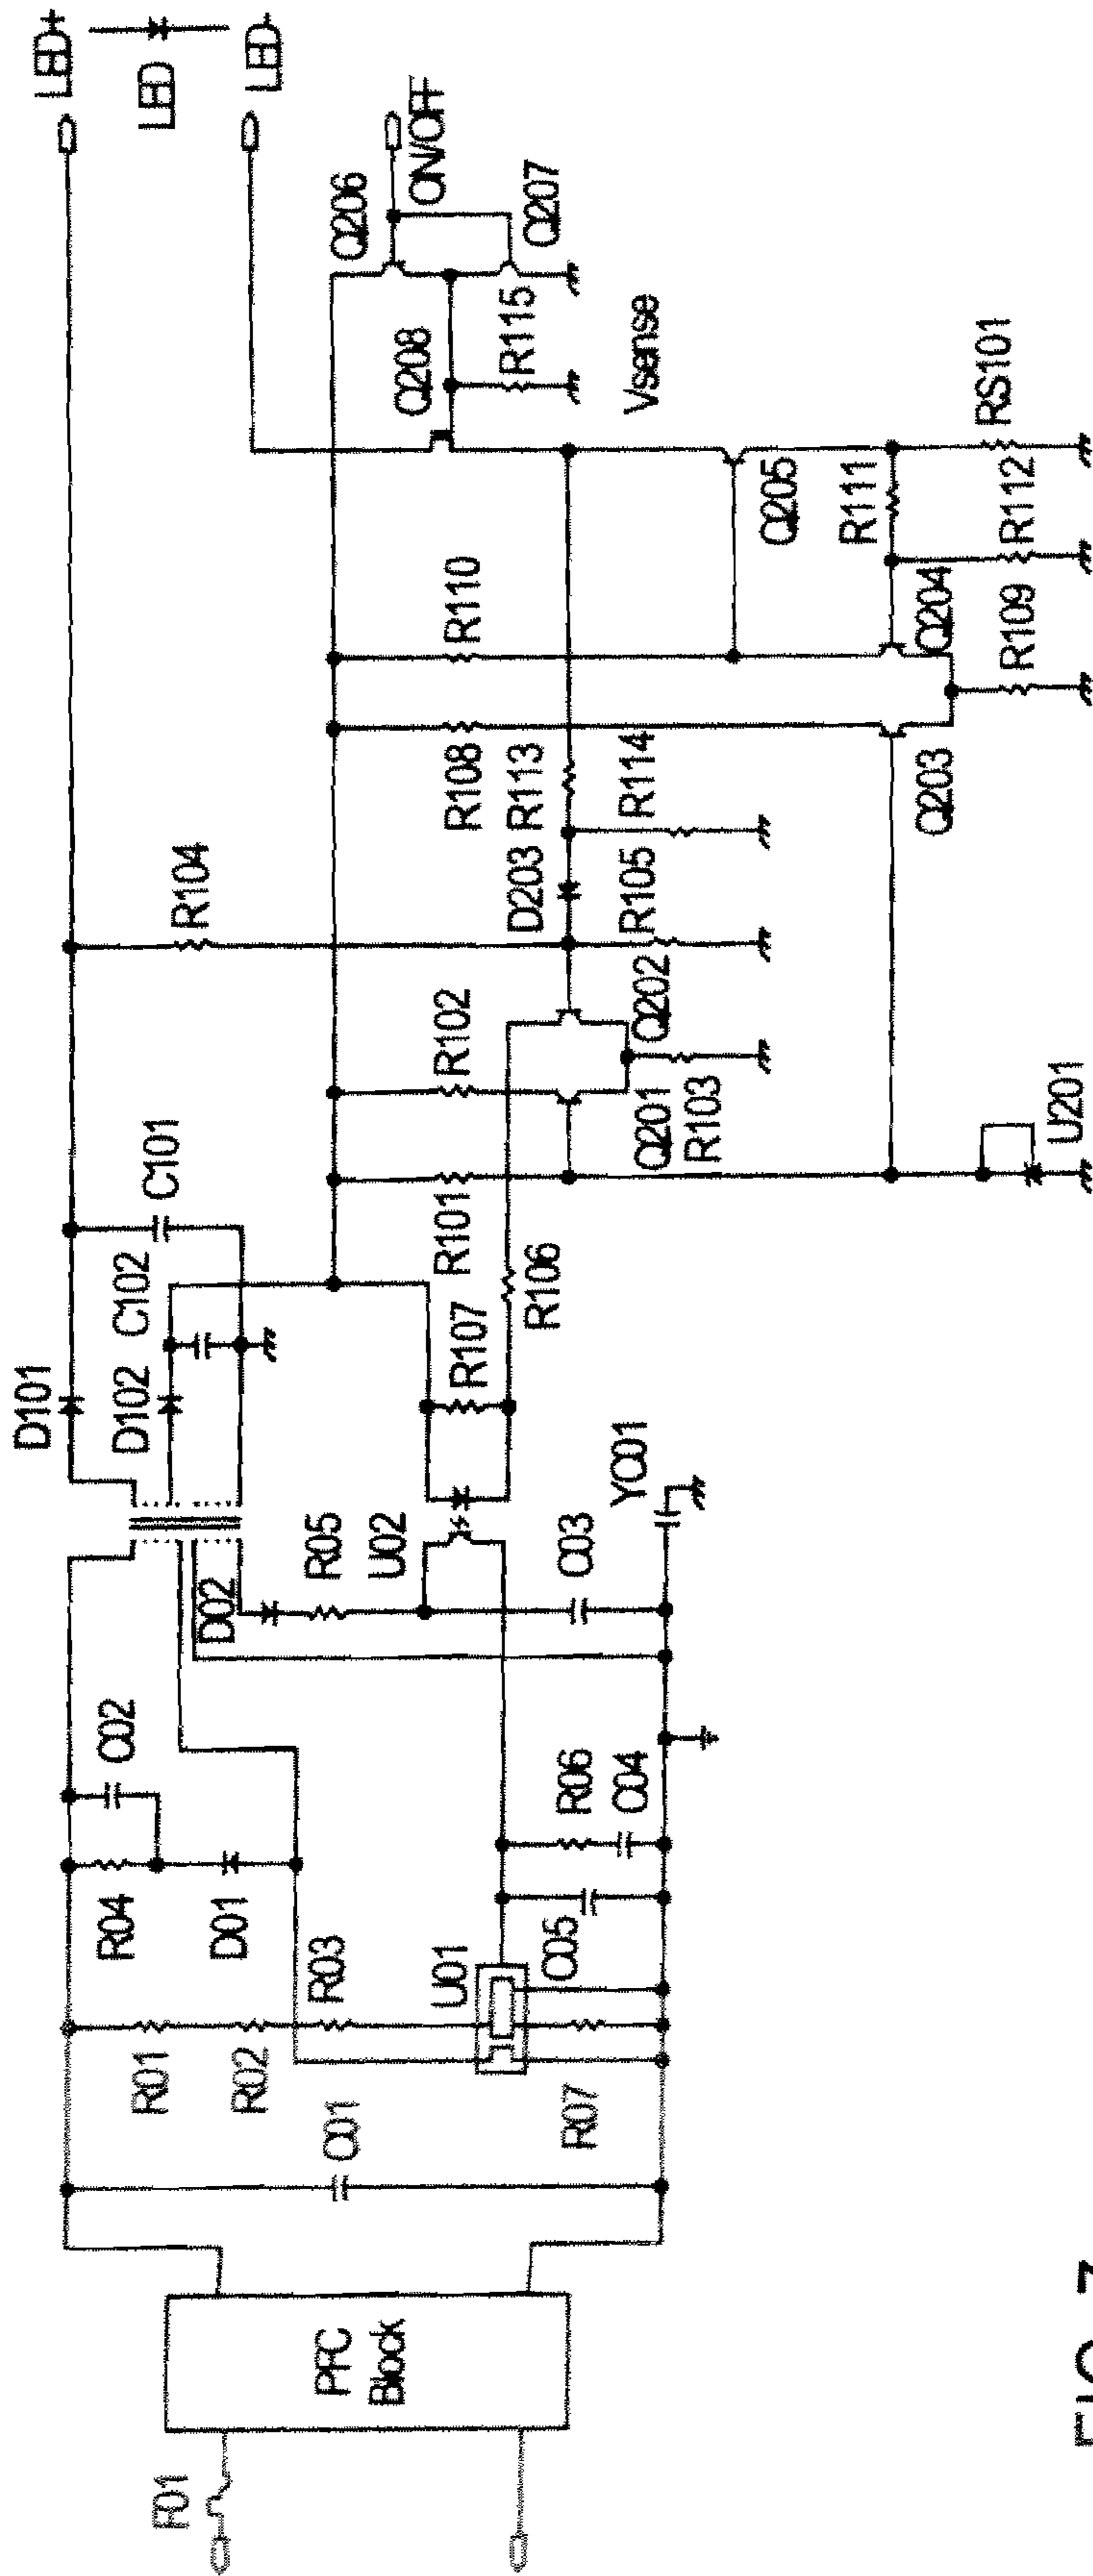 F01
PFC
Block
C01
R01
R02
R03
R04
D01
C02
U01
R07
C05
R06
C04
D02
R05
U02
C03
YC01
D101
D102
C102
C101
R107
R106
R101
R102
Q201
R103
Q202
U201
R104
D203
R105
R113
R114
R108
R110
Q203
R109
Q204
R112
R111
RS101
Q205
Vsense
Q208
R115
Q206
Q207
ON/OFF
LED+
LED
LED-